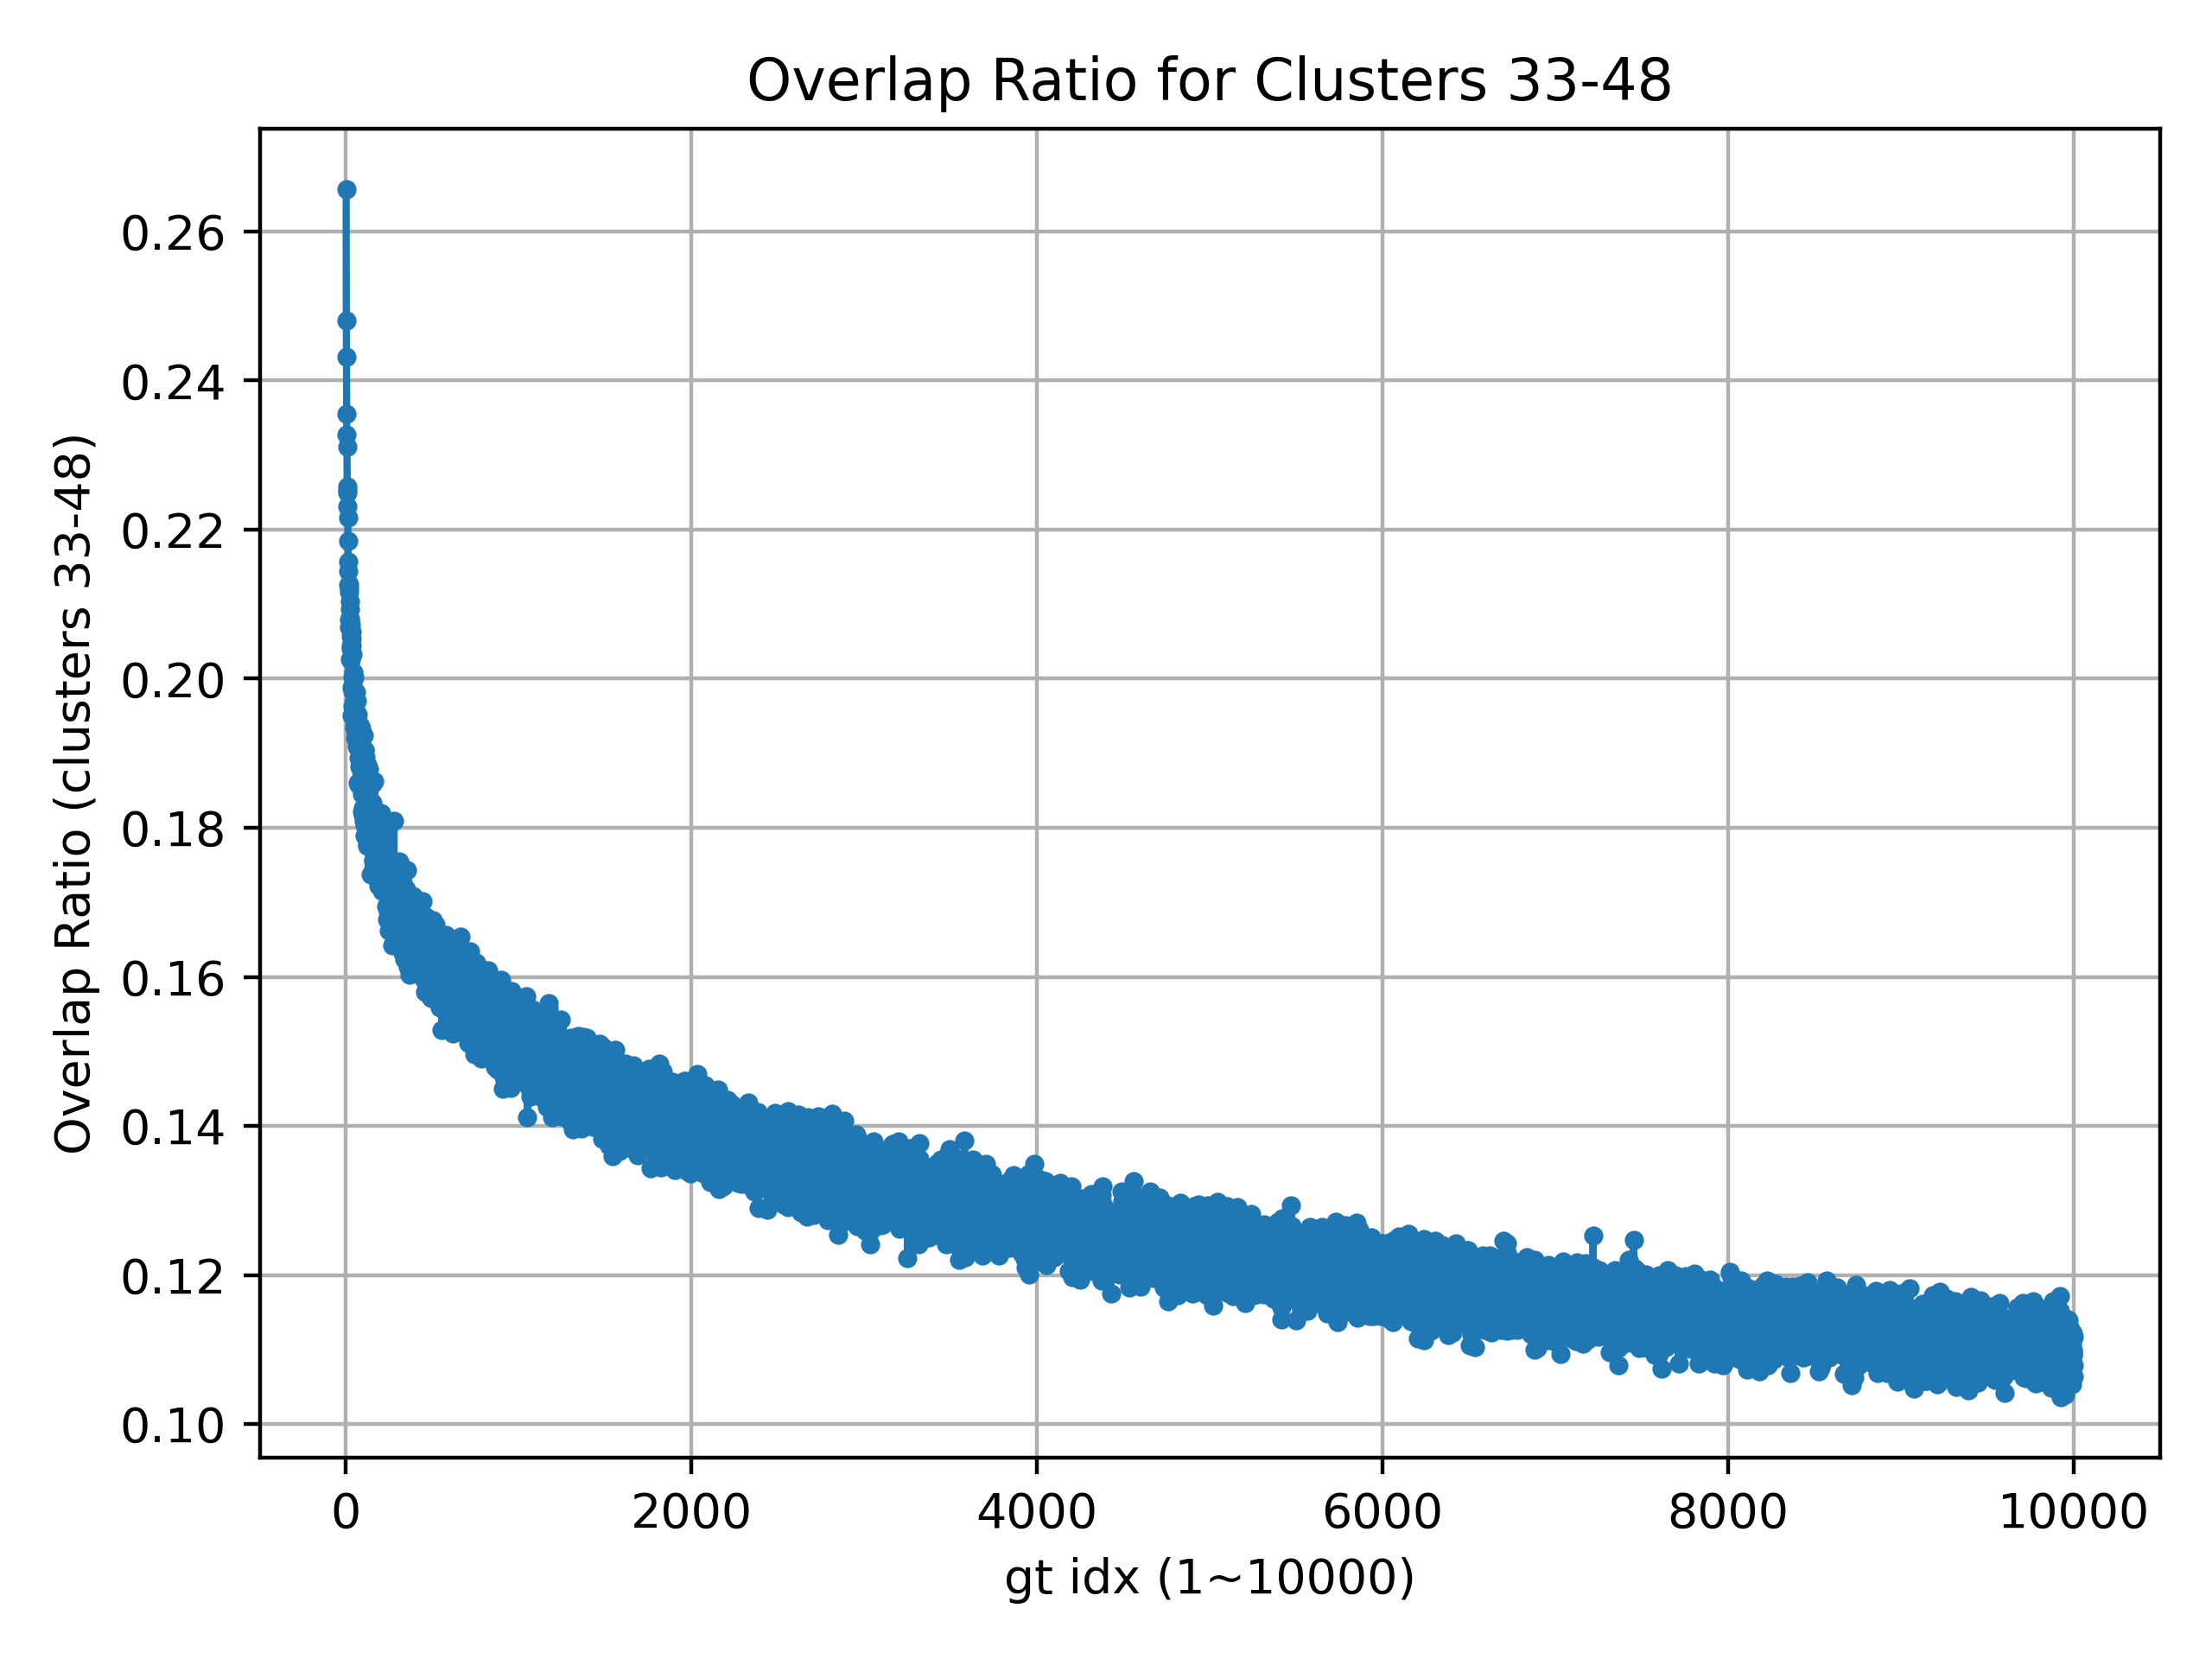 Overlap Ratio for Clusters 33-48
Overlap Ratio (clusters 33-48)
0.26
0.24
0.22
0.20
0.18
0.16
0.14
0.12
0.10
0 2000 4000 6000 8000 10000
gt idx (1~10000)